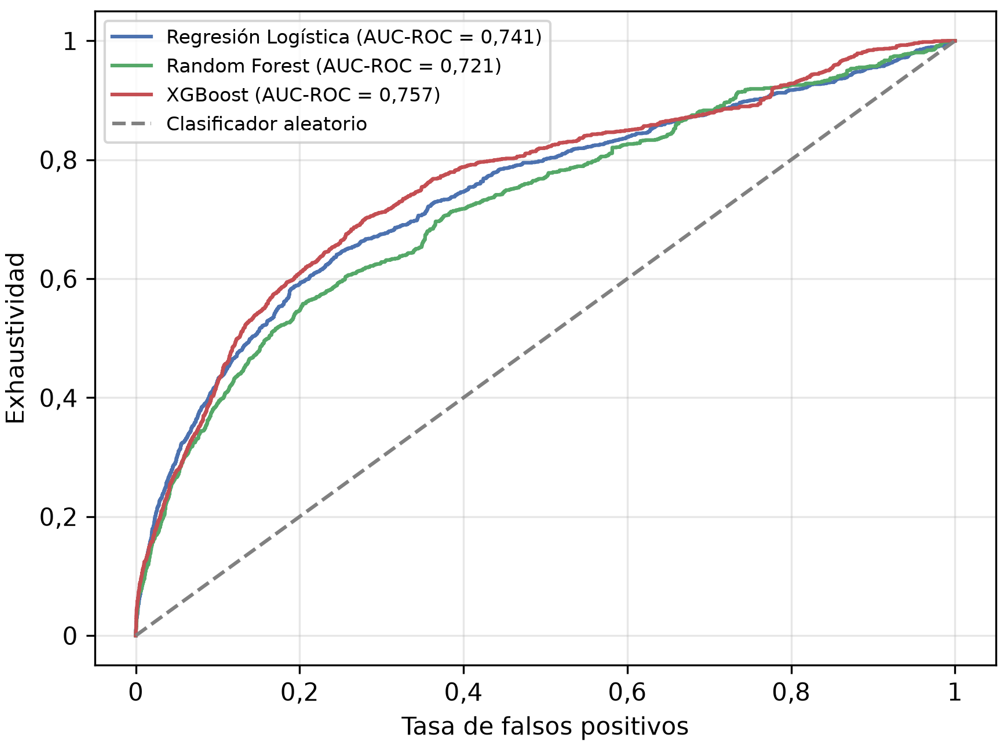 Regresión Logística (AUC-ROC = 0,741)
Random Forest (AUC-ROC = 0,721)
XGBoost (AUC-ROC = 0,757)
Clasificador aleatorio
Exhaustividad
1
0,8
0,6
0,4
0,2
0
0
0,2
0,4
0,6
0,8
1
Tasa de falsos positivos